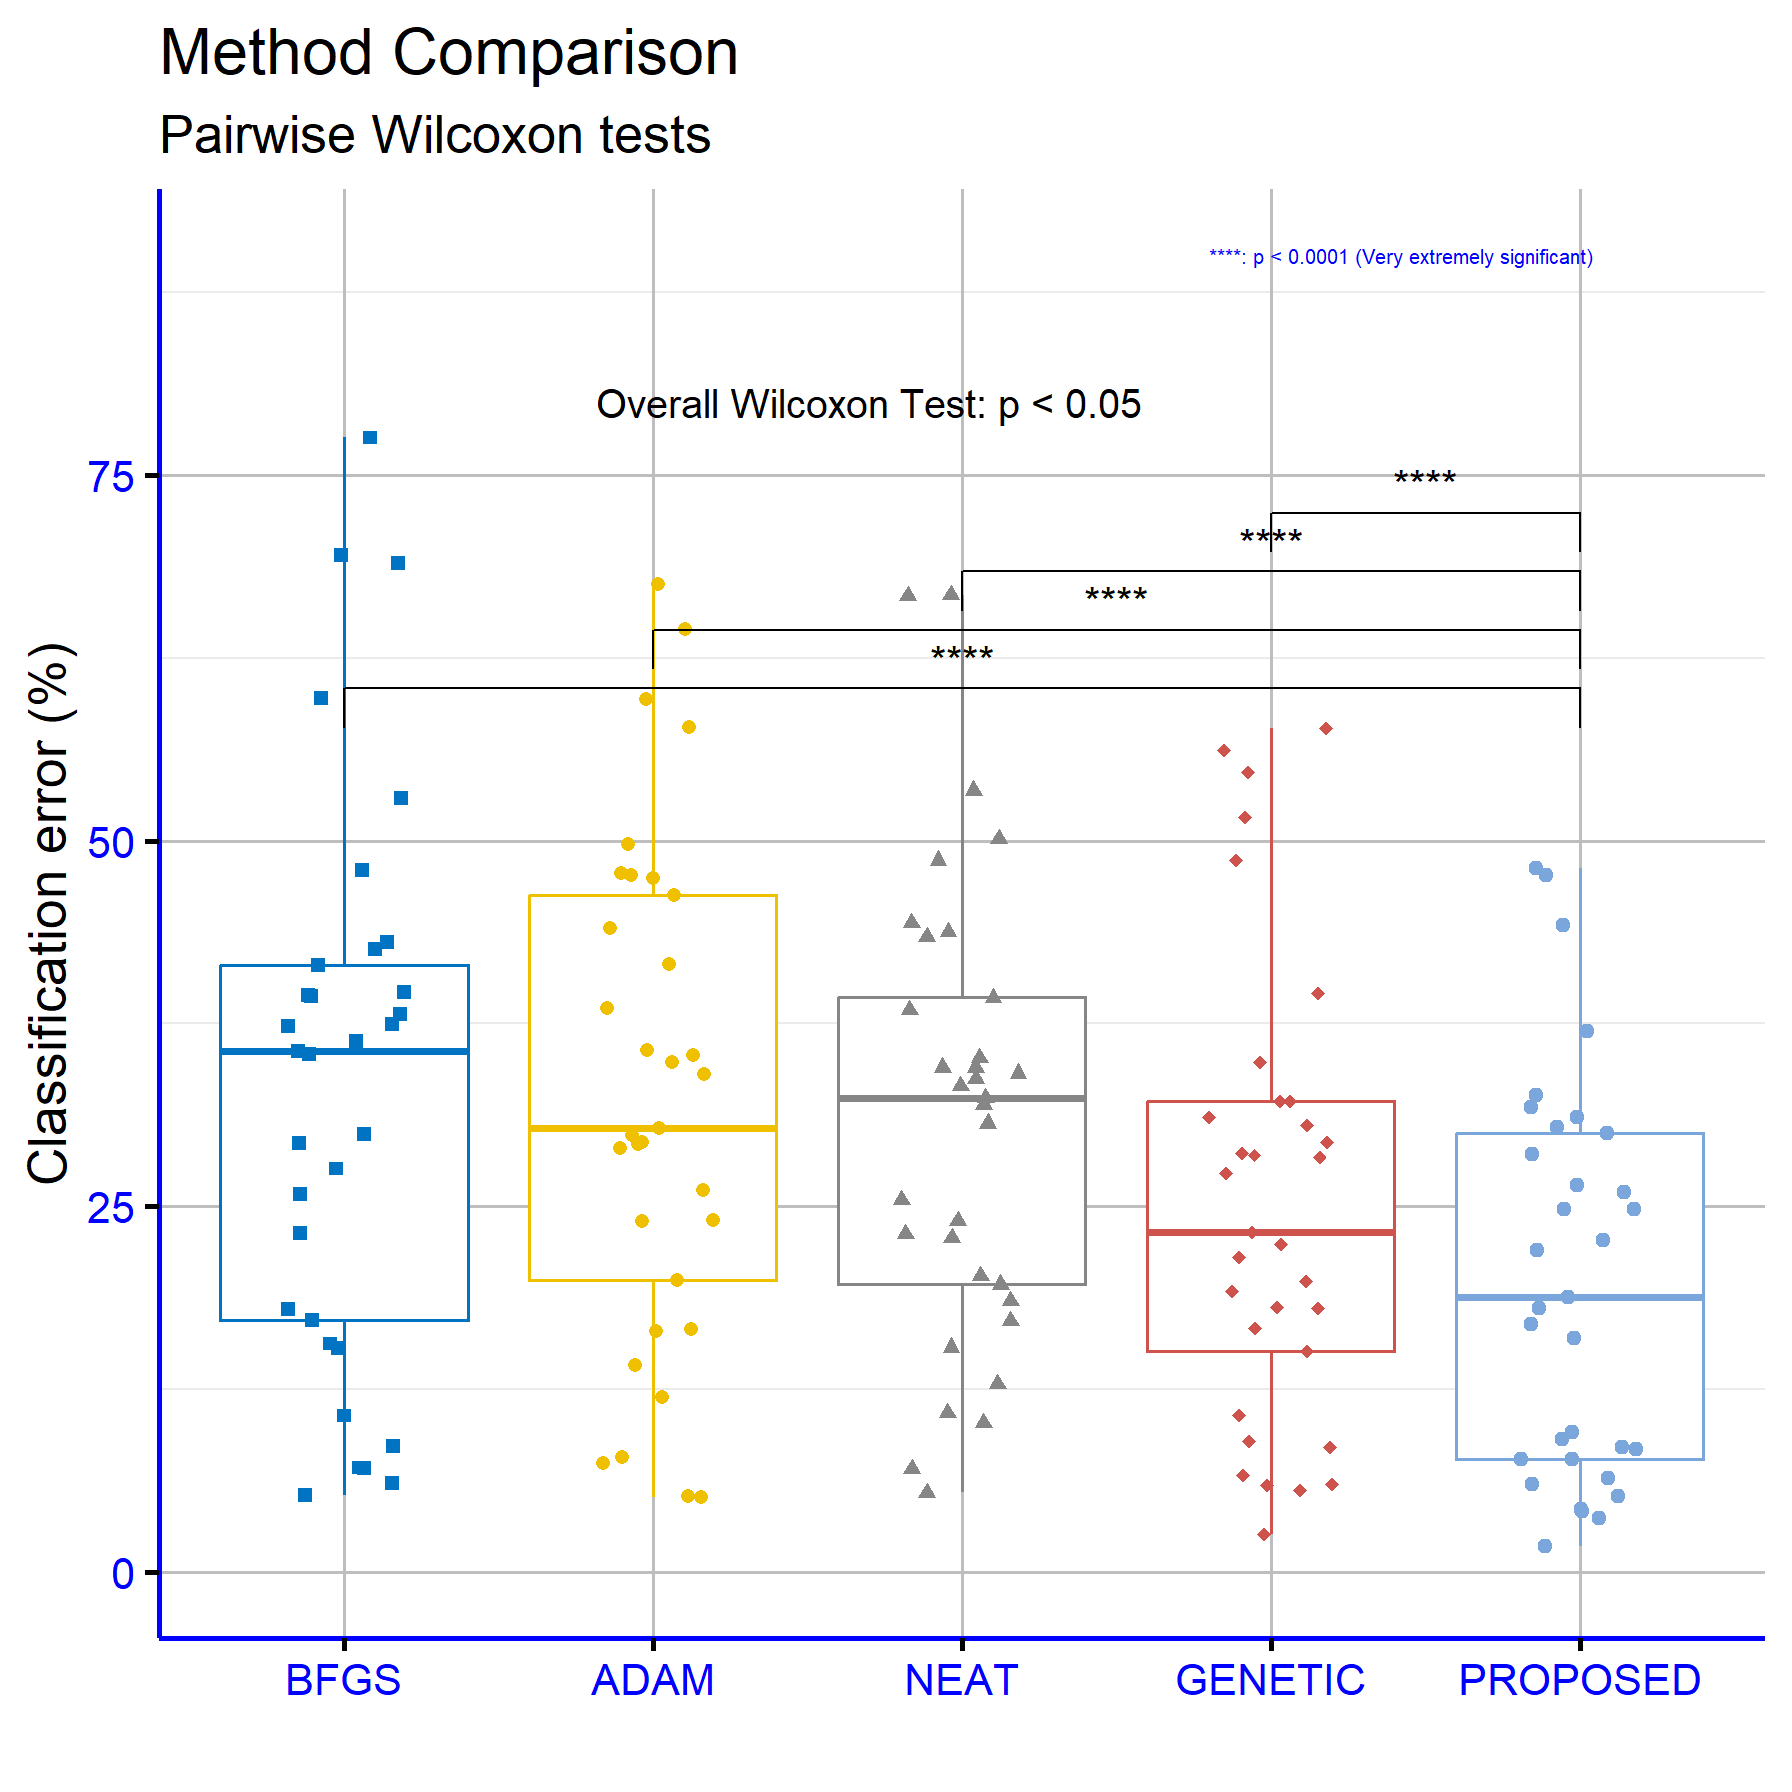 Method Comparison
Pairwise Wilcoxon tests
****: p < 0.0001 (Very extremely significant)
Overall Wilcoxon Test: p < 0.05
75
****
****
****
****
50
25
0
Classification error (%)
BFGS ADAM NEAT GENETIC PROPOSED